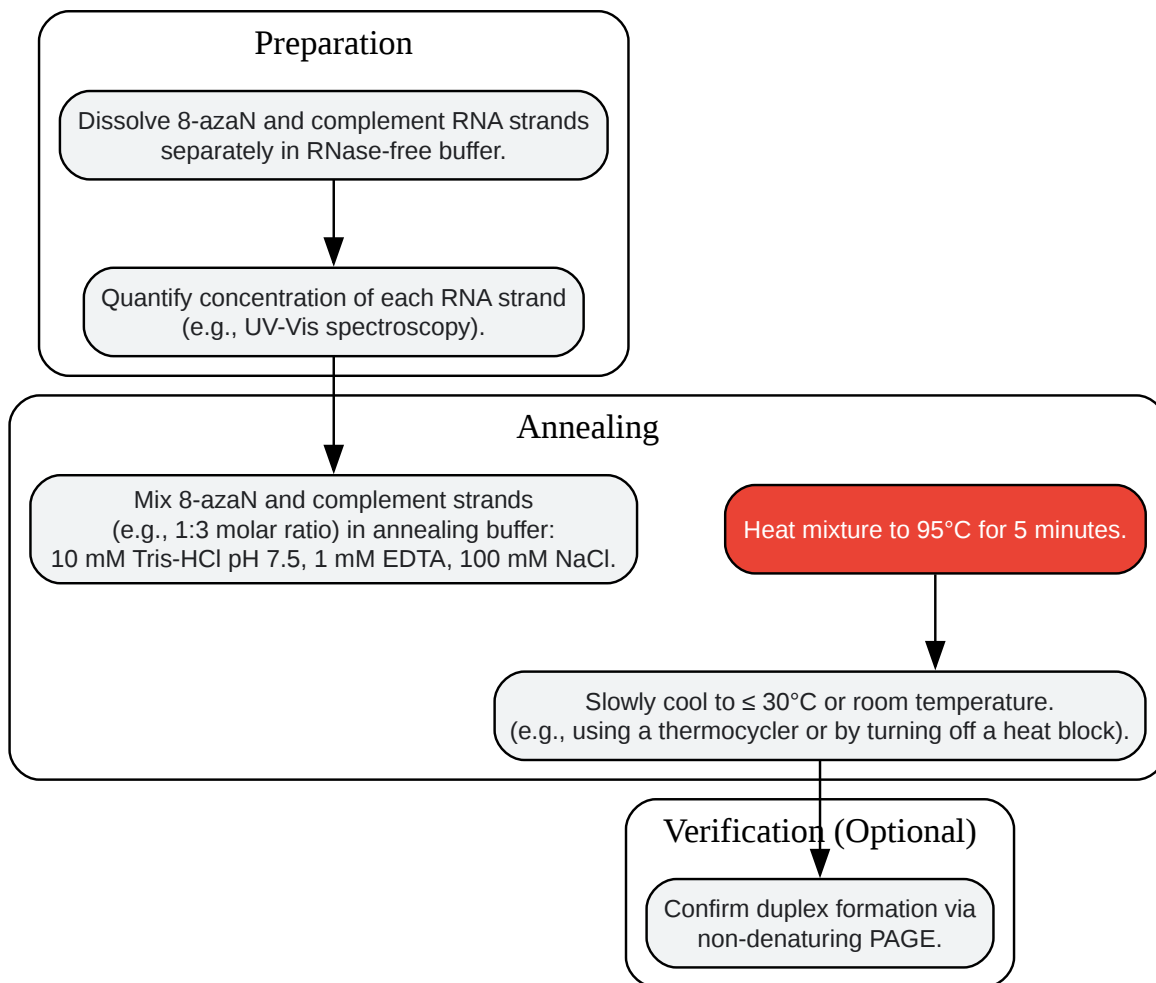 Preparation
Dissolve 8-azaN and complement RNA strands
separately in RNase-free buffer.
Quantify concentration of each RNA strand
(e.g., UV-Vis spectroscopy).
Annealing
Mix 8-azaN and complement strands
(e.g., 1:3 molar ratio) in annealing buffer:
10 mM Tris-HCl pH 7.5, 1 mM EDTA, 100 mM NaCl.
Heat mixture to 95°C for 5 minutes.
Slowly cool to ≤ 30°C or room temperature.
(e.g., using a thermocycler or by turning off a heat block).
Verification (Optional)
Confirm duplex formation via
non-denaturing PAGE.